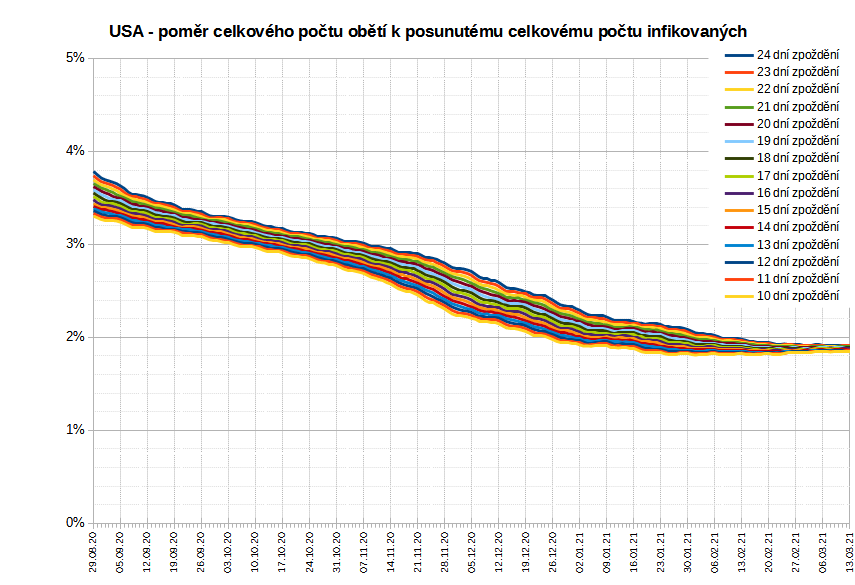 USA - poměr celkového počtu obětí k posunutému celkovému počtu infikovaných
5%
4%
3%
2%
1%
0%
24 dní zpoždění
23 dní zpoždění
22 dní zpoždění
21 dní zpoždění
20 dní zpoždění
19 dní zpoždění
18 dní zpoždění
17 dní zpoždění
16 dní zpoždění
15 dní zpoždění
14 dní zpoždění
13 dní zpoždění
12 dní zpoždění
11 dní zpoždění
10 dní zpoždění
29.08.20
05.09.20
12.09.20
19.09.20
26.09.20
03.10.20
10.10.20
17.10.20
24.10.20
31.10.20
07.11.20
14.11.20
21.11.20
28.11.20
05.12.20
12.12.20
19.12.20
26.12.20
02.01.21
09.01.21
16.01.21
23.01.21
30.01.21
06.02.21
13.02.21
20.02.21
27.02.21
06.03.21
13.03.21